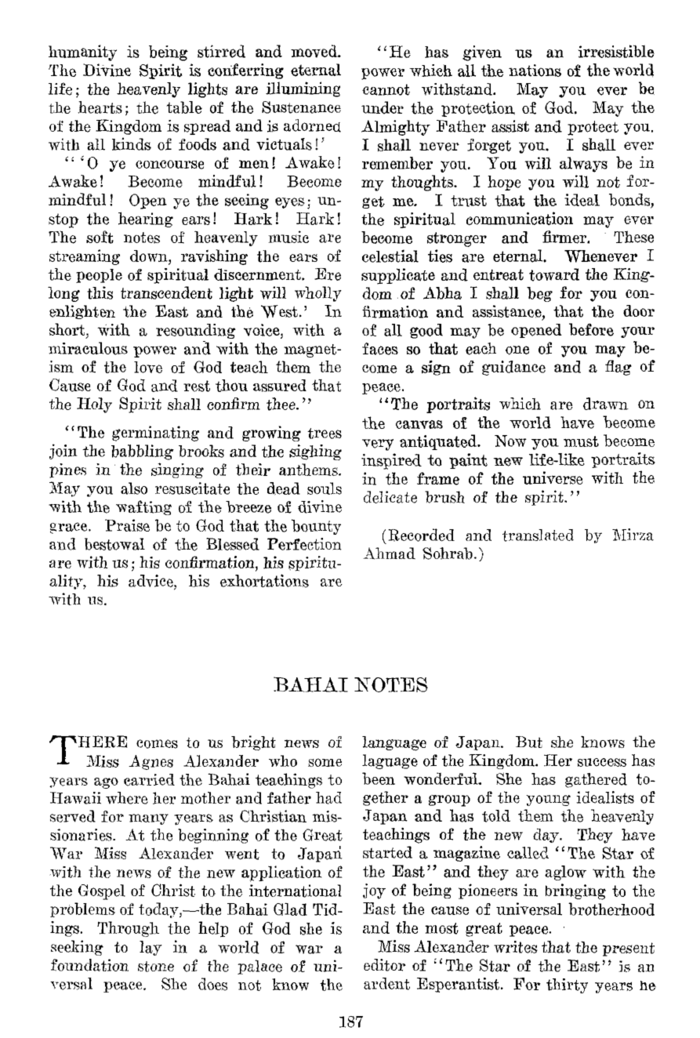 humanity is being stirred and moved.
The Divine Spirit is conferring eternal
life; the heavenly lights are illumining
the hearts; the table of the Sustenance
of the Kingdom is spread and is adorned
with all kinds of foods and victuals!'
"'O ye concourse of men! Awake!
Awake! Become mindful! Become
mindful! Open ye the seeing eyes; un-
stop the hearing ears! Hark! Hark!
The soft notes of heavenly music are
streaming down, ravishing the ears of
the people of spiritual discernment. Ere
long this transcendent light will wholly
enlighten the East and the West.' In
short, with a resounding voice, with a
miraculous power and with the magnet-
ism of the love of God teach them the
Cause of God and rest thou assured that
the Holy Spirit shall confirm thee."
"The germinating and growing trees
join the babbling brooks and the sighing
pines in the singing of their anthems.
May you also resuscitate the dead souls
with the wafting of the breeze of divine
grace. Praise be to God that the bounty
and bestowal of the Blessed Perfection
are with us; his confirmation, his spiritu-
ality, his advice, his exhortations are
with us.
"He has given us an irresistible
power which all the nations of the world
cannot withstand. May you ever be
under the protection of God. May the
Almighty Father assist and protect you.
I shall never forget you. I shall ever
remember you. You will always be in
my thoughts. I hope you will not for-
get me. I trust that the ideal bonds,
the spiritual communication may ever
become stronger and firmer. These
celestial ties are eternal. Whenever I
supplicate and entreat toward the King-
dom of Abha I shall beg for you con-
firmation and assistance, that the door
of all good may be opened before your
faces so that each one of you may be-
come a sign of guidance and a flag of
peace.
"The portraits which are drawn on
the canvas of the world have become
very antiquated. Now you must become
inspired to paint new life-like portraits
in the frame of the universe with the
delicate brush of the spirit."
(Recorded and translated by Mirza
Ahmad Sohrab.)
BAHAI NOTES
THERE comes to us bright news of
Miss Agnes Alexander who some
years ago carried the Bahai teachings to
Hawaii where her mother and father had
served for many years as Christian mis-
sionaries. At the beginning of the Great
War Miss Alexander went to Japan
with the news of the new application of
the Gospel of Christ to the international
problems of today,—the Bahai Glad Tid-
ings. Through the help of God she is
seeking to lay in a world of war a
foundation stone of the palace of uni-
versal peace. She does not know the
language of Japan. But she knows the
laguage of the Kingdom. Her success has
been wonderful. She has gathered to-
gether a group of the young idealists of
Japan and has told them the heavenly
teachings of the new day. They have
started a magazine called "The Star of
the East" and they are aglow with the
joy of being pioneers in bringing to the
East the cause of universal brotherhood
and the most great peace.
Miss Alexander writes that the present
editor of "The Star of the East" is an
ardent Esperantist. For thirty years he
187